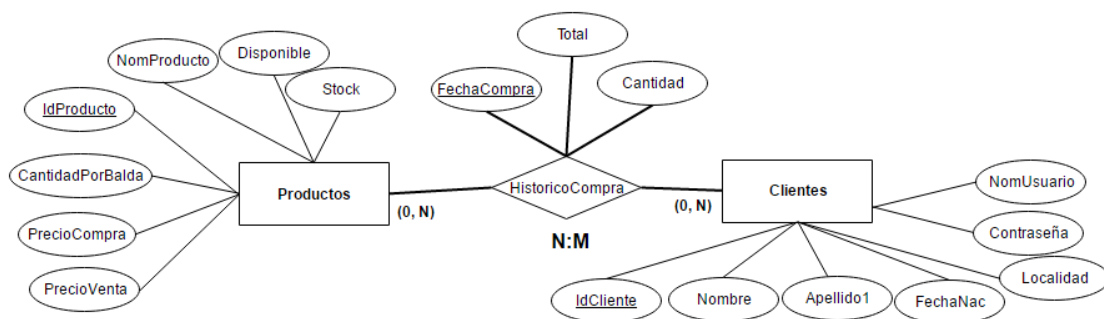 Total
NomProducto
Disponible
Stock
FechaCompra
Cantidad
IdProducto
CantidadPorBalda
PrecioCompra
PrecioVenta
Productos
(0, N)
HistoricoCompra
N:M
(0, N)
Clientes
NomUsuario
Contraseña
Localidad
IdCliente
Nombre
Apellido1
FechaNac